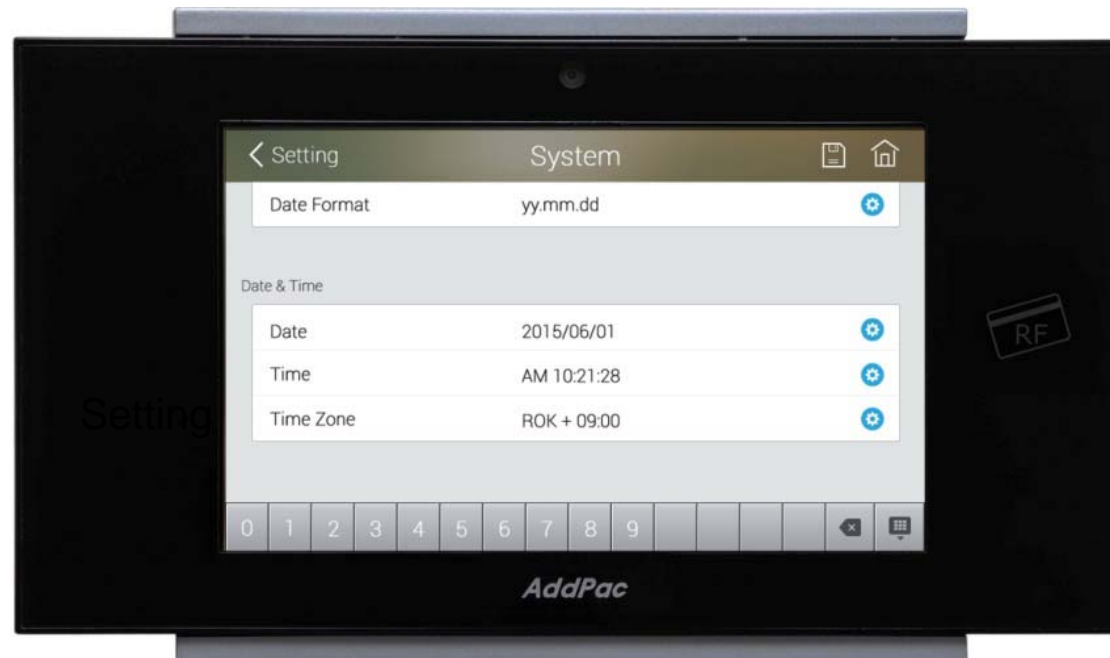 Setting System
Date Format yy.mm.dd
Date & Time
Date 2015/06/01
Time AM 10:21:28
Time Zone ROK + 09:00
RF
Setting
0 1 2 3 4 5 6 7 8 9
AddPac